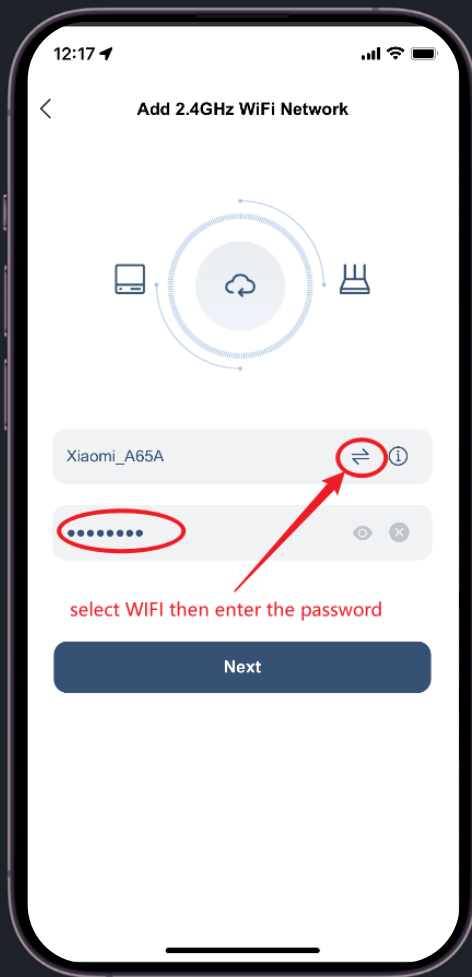 12:17
Add 2.4GHz WiFi Network
Xiaomi_A65A
••••••••
select WIFI then enter the password
Next